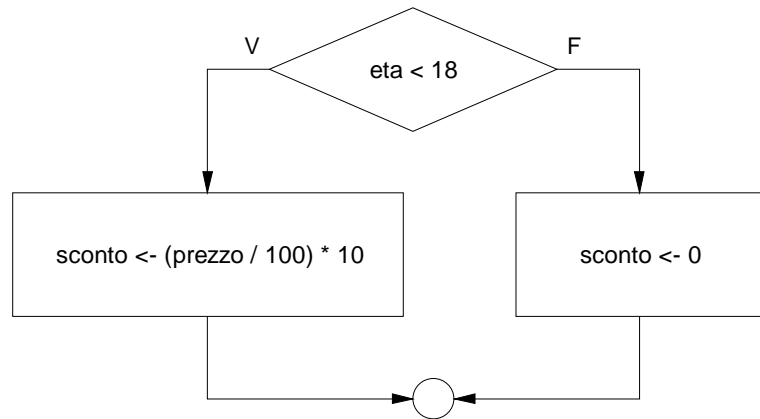 V
F
eta < 18
sconto <- (prezzo / 100) * 10
sconto <- 0